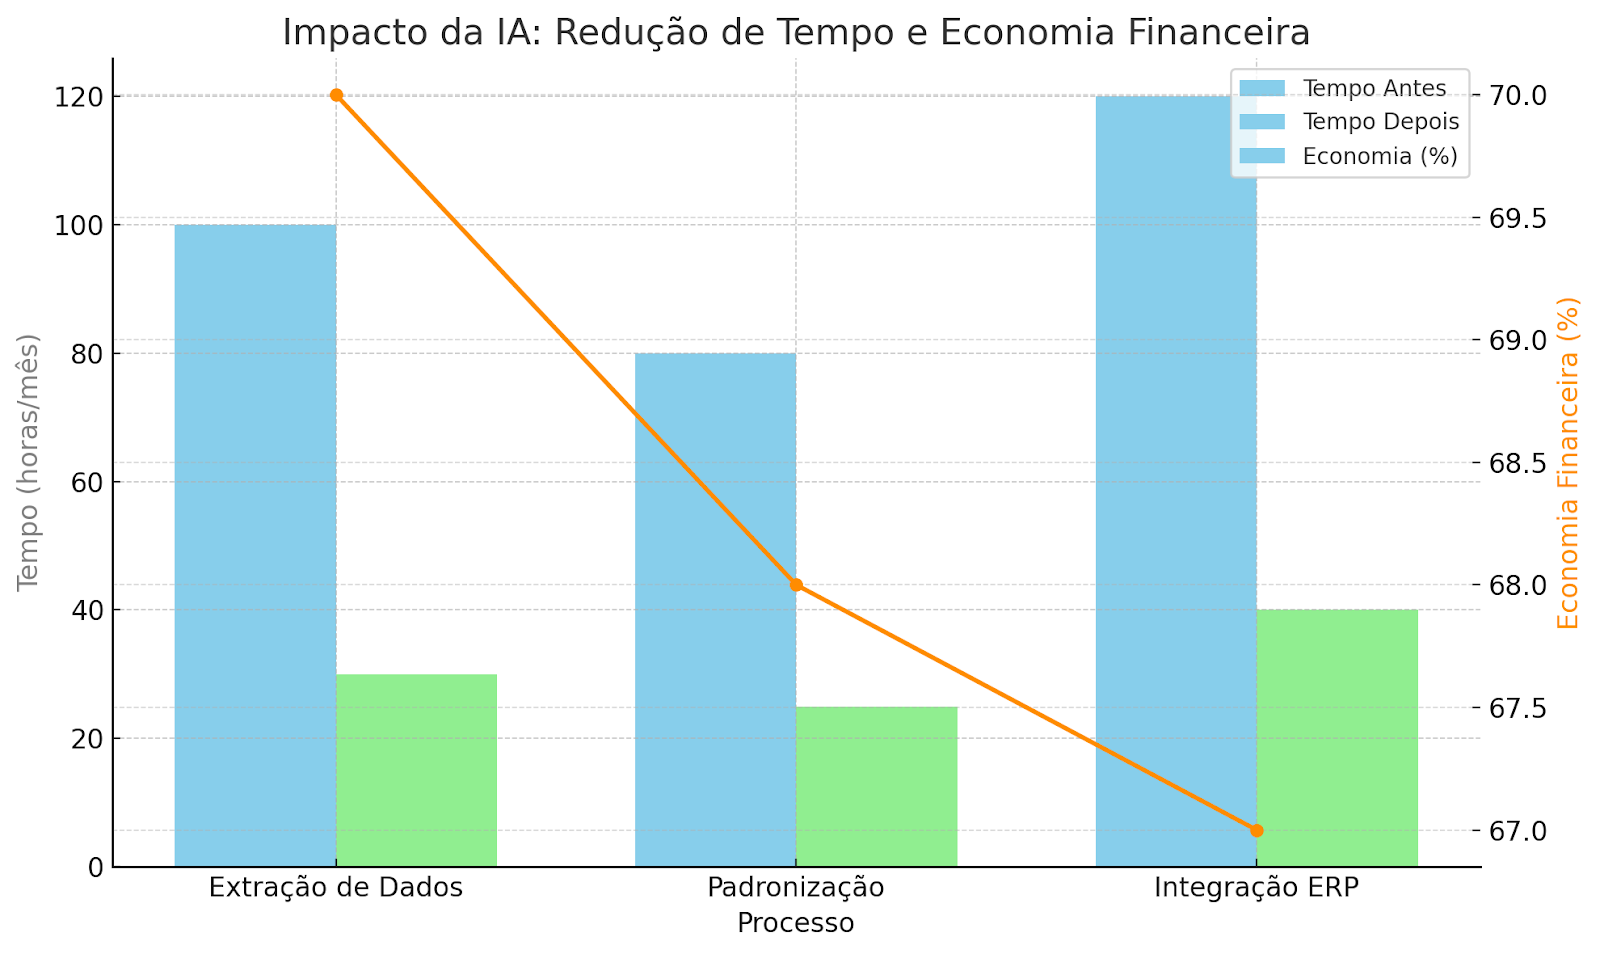 Impacto da IA: Redução de Tempo e Economia Financeira
Tempo Antes
Tempo Depois
Economia (%)
120
100
80
60
40
20
0
Tempo (horas/mês)
70.0
69.5
69.0
68.5
68.0
67.5
67.0
Economia Financeira (%)
Extração de Dados
Padronização
Integração ERP
Processo